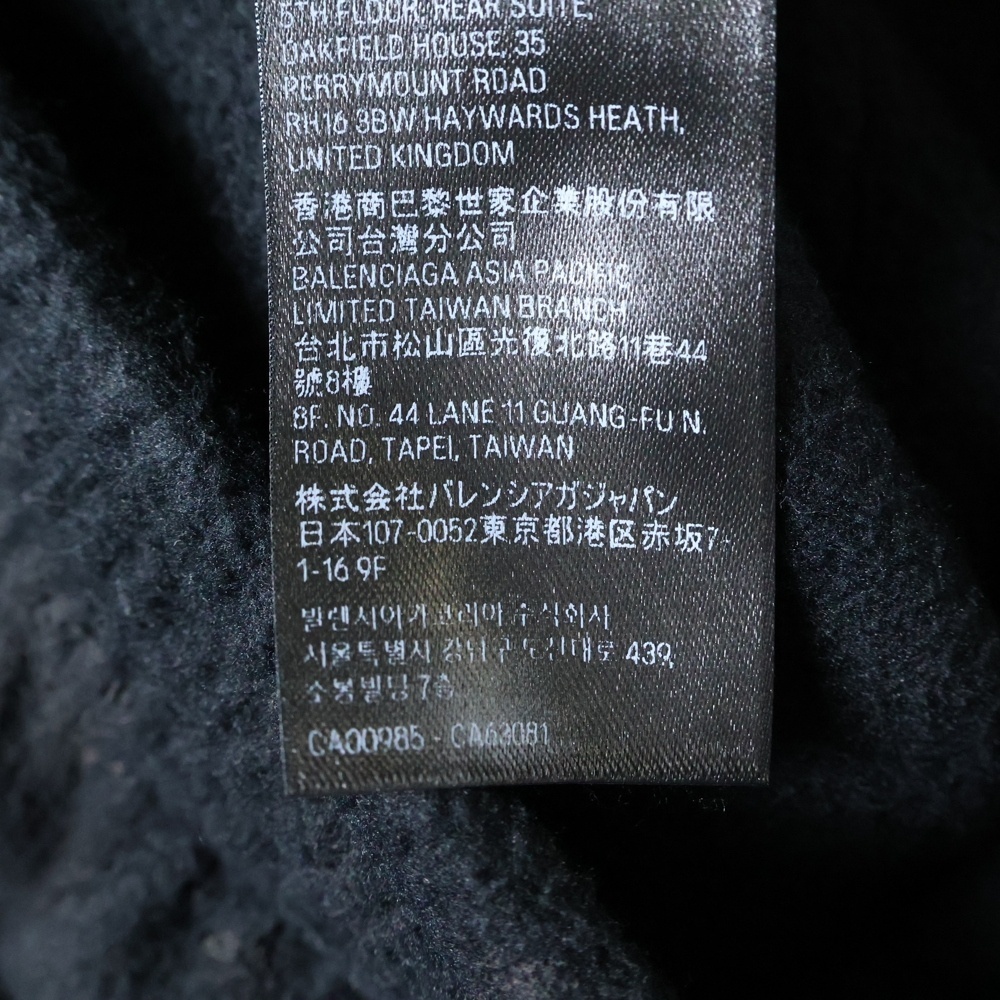 5TH FLOOR, REAR SUITE,
OAKFIELD HOUSE, 35
PERRYMOUNT ROAD
RH16 3BW HAYWARDS HEATH,
UNITED KINGDOM
香港商巴黎世家企業股份有限
公司台灣分公司
BALENCIAGA ASIA PACIFIC
LIMITED TAIWAN BRANCH
台北市松山區光復北路11巷44
號8樓
8F. NO. 44 LANE 11 GUANG-FU N.
ROAD, TAPEI, TAIWAN
株式会社バレンシアガジャパン
日本107-0052東京都港区赤坂7-
1-16 9F
발렌시아가코리아 주식회사
서울특별시 강남구 도산대로 439,
소봉빌딩 7층
CA00985 - CA63081